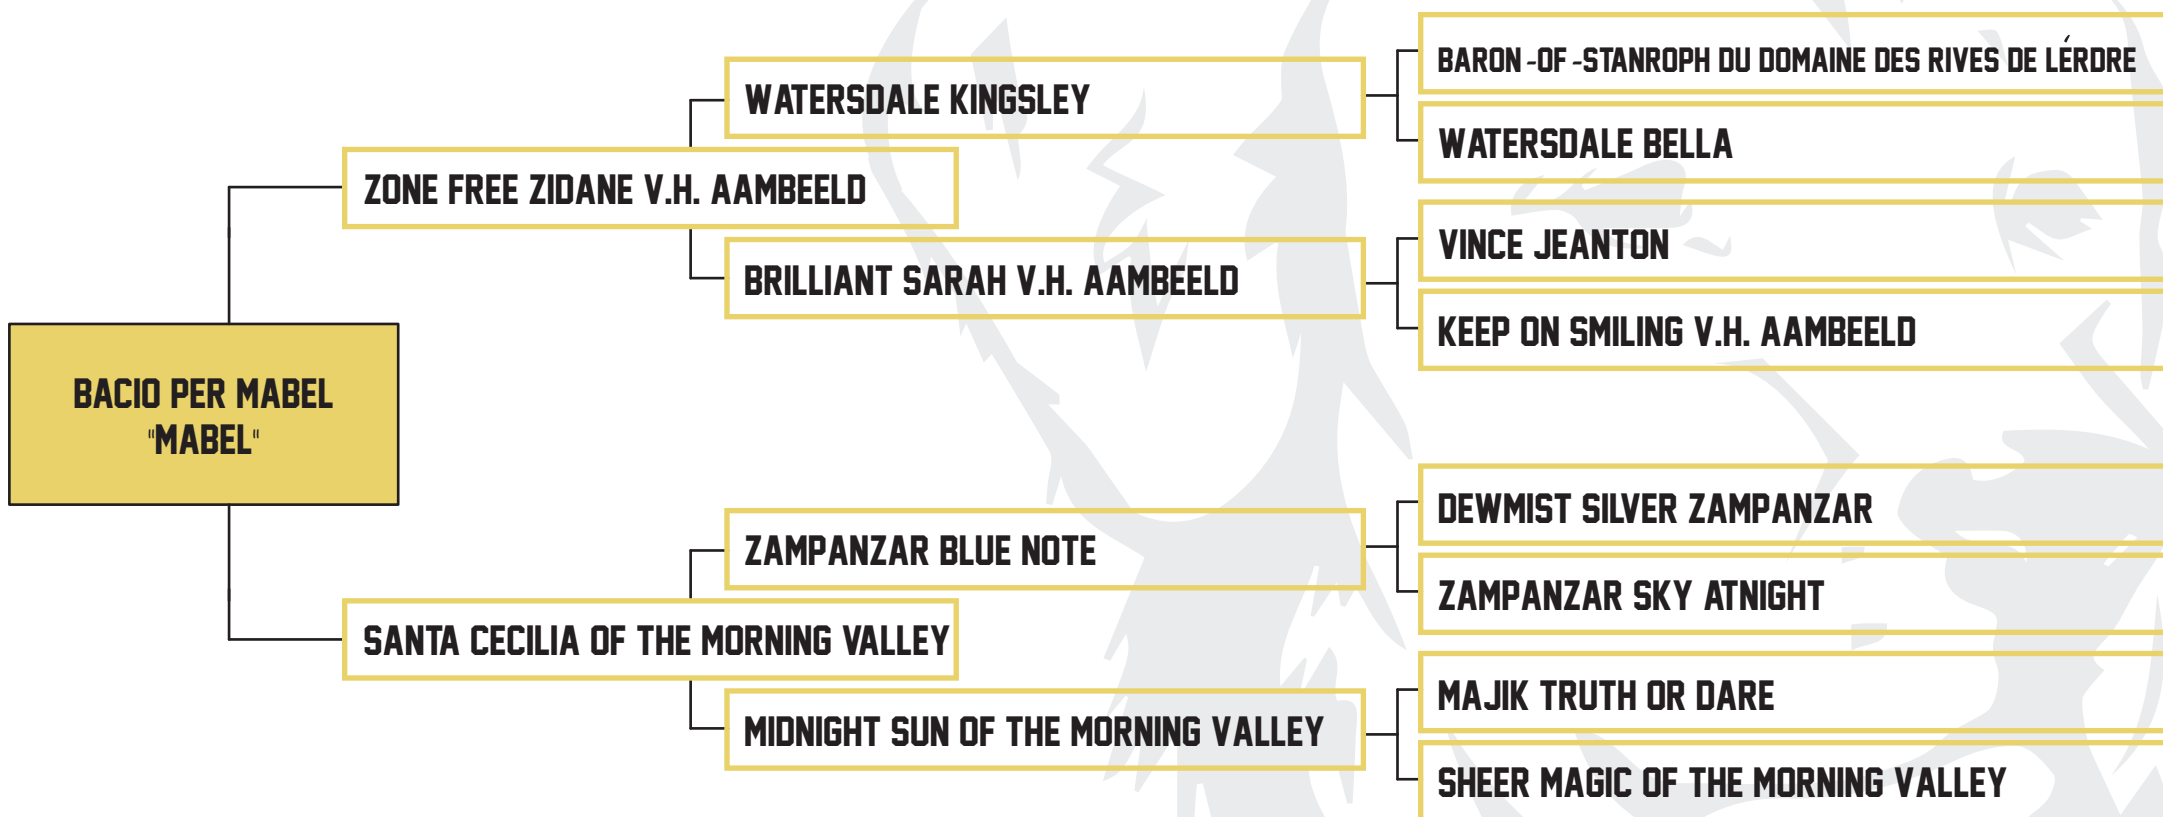 BARON-OF-STANROPH DU DOMAINE DES RIVES DE LÉRDRE
WATERSDALE KINGSLEY
WATERSDALE BELLA
ZONE FREE ZIDANE V.H. AAMBEELD
VINCE JEANTON
BRILLIANT SARAH V.H. AAMBEELD
KEEP ON SMILING V.H. AAMBEELD
BACIO PER MABEL
"MABEL"
DEWMIST SILVER ZAMPANZAR
ZAMPANZAR BLUE NOTE
ZAMPANZAR SKY ATNIGHT
SANTA CECILIA OF THE MORNING VALLEY
MAJIK TRUTH OR DARE
MIDNIGHT SUN OF THE MORNING VALLEY
SHEER MAGIC OF THE MORNING VALLEY